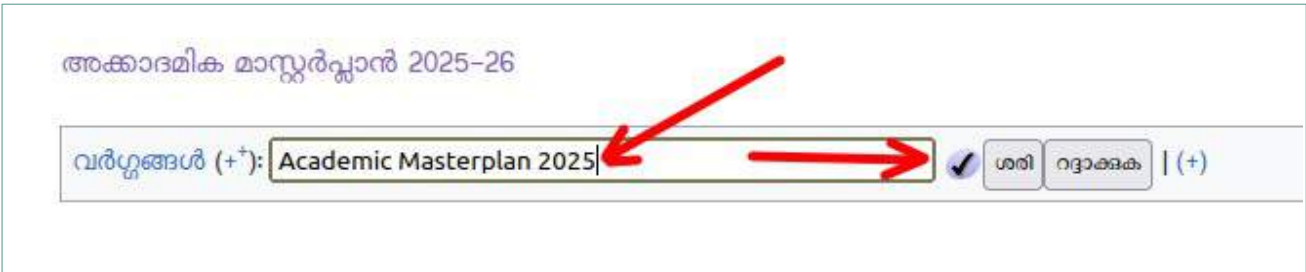 അക്കാദമിക മാസ്റ്റർപ്ലാൻ 2025-26
വർഗ്ഗങ്ങൾ (+⁺): Academic Masterplan 2025 ശരി റദ്ദാക്കുക | (+)